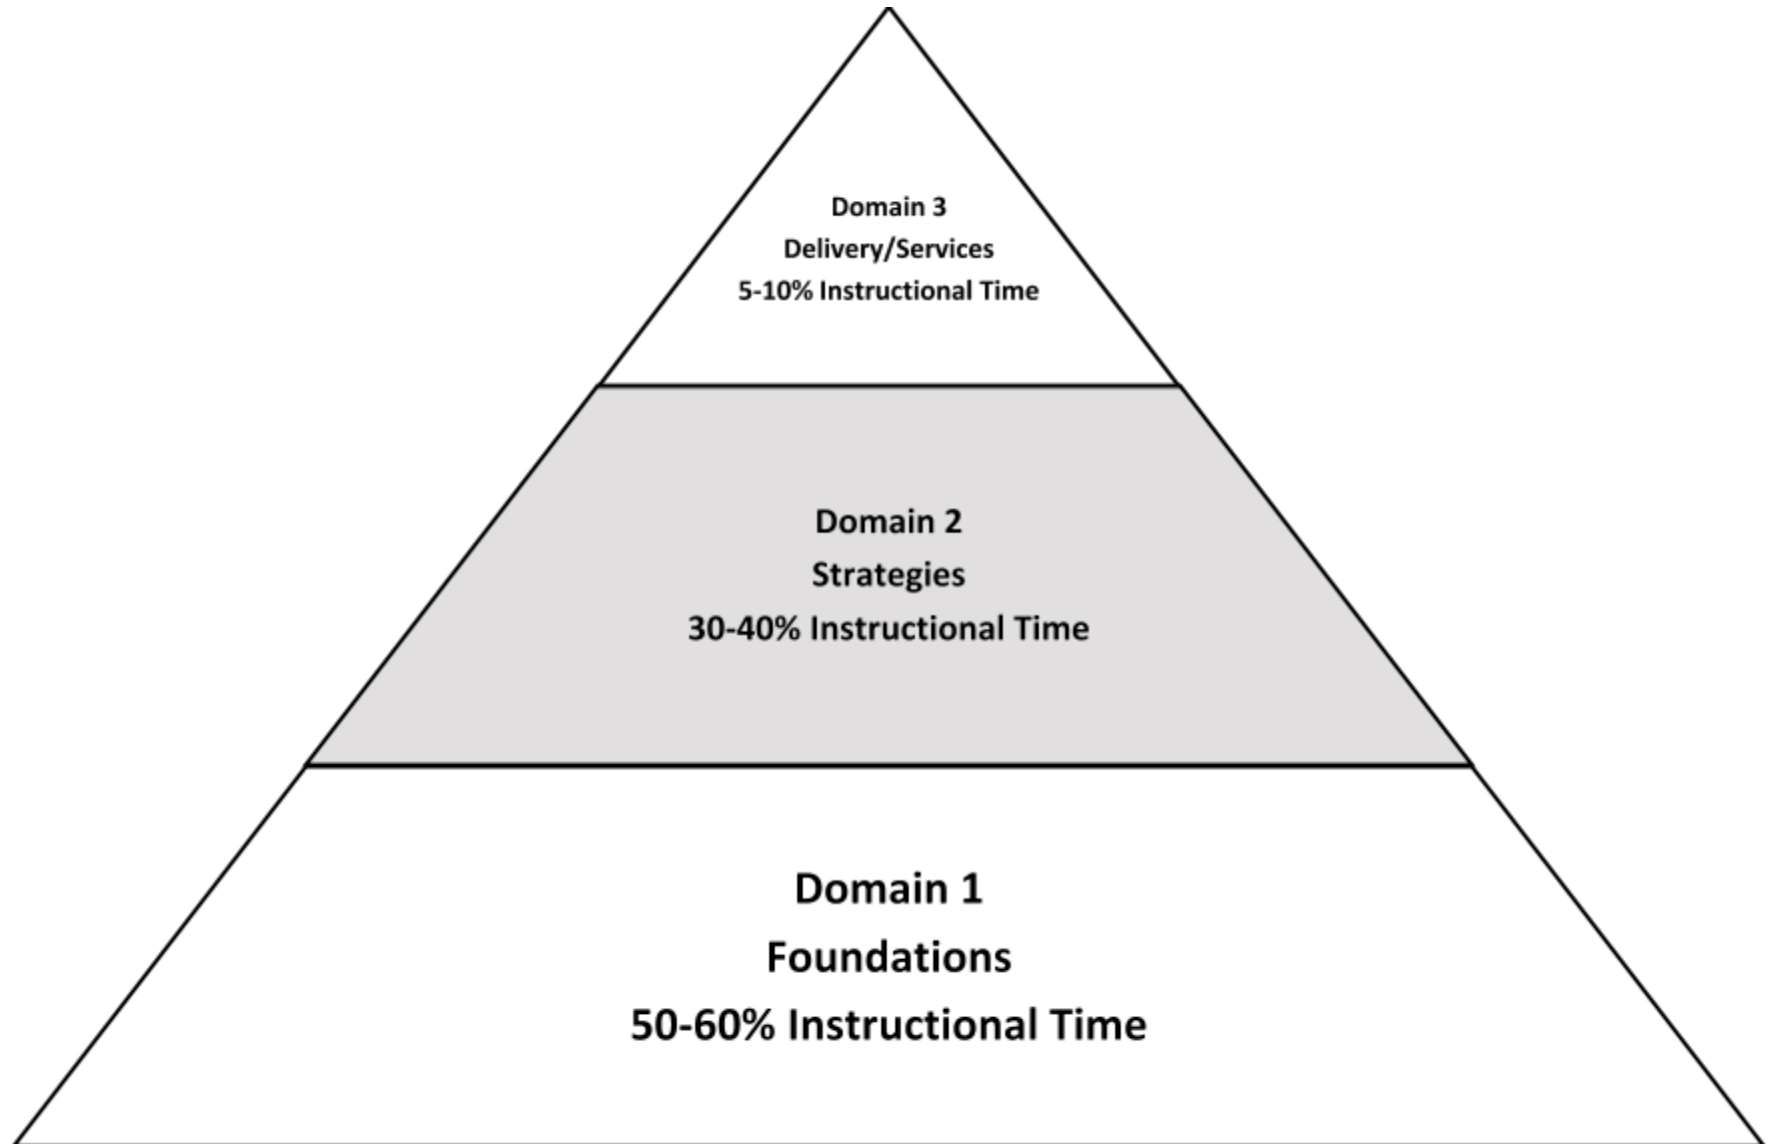 Domain 3
Delivery/Services
5-10% Instructional Time
Domain 2
Strategies
30-40% Instructional Time
Domain 1
Foundations
50-60% Instructional Time